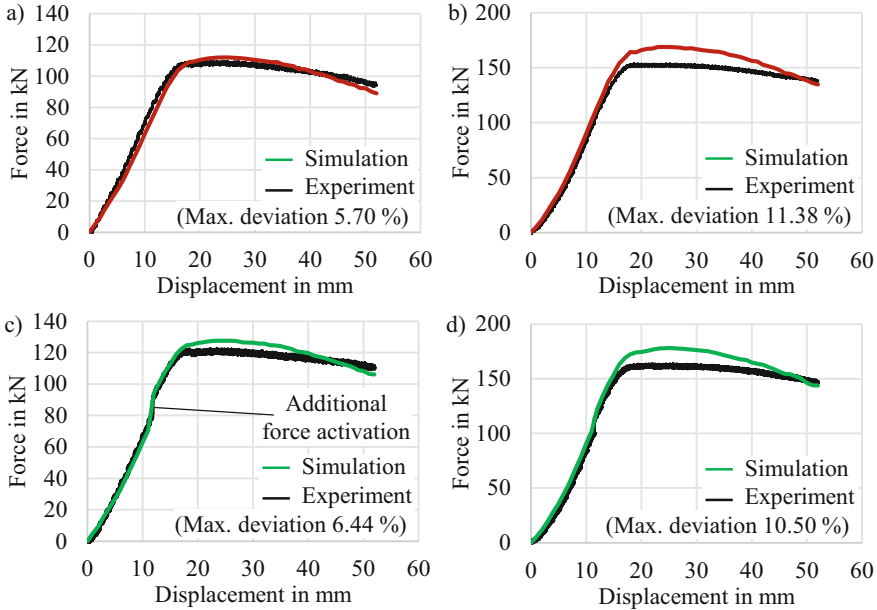 a)
140
120
100
80
60
40
20
0
Force in kN
0 10 20 30 40 50 60
Displacement in mm
Simulation
Experiment
(Max. deviation 5.70 %)
b)
200
150
100
50
0
Force in kN
0 10 20 30 40 50 60
Displacement in mm
Simulation
Experiment
(Max. deviation 11.38 %)
c)
140
120
100
80
60
40
20
0
Force in kN
0 10 20 30 40 50 60
Displacement in mm
Additional
force activation
Simulation
Experiment
(Max. deviation 6.44 %)
d)
200
150
100
50
0
Force in kN
0 10 20 30 40 50 60
Displacement in mm
Simulation
Experiment
(Max. deviation 10.50 %)